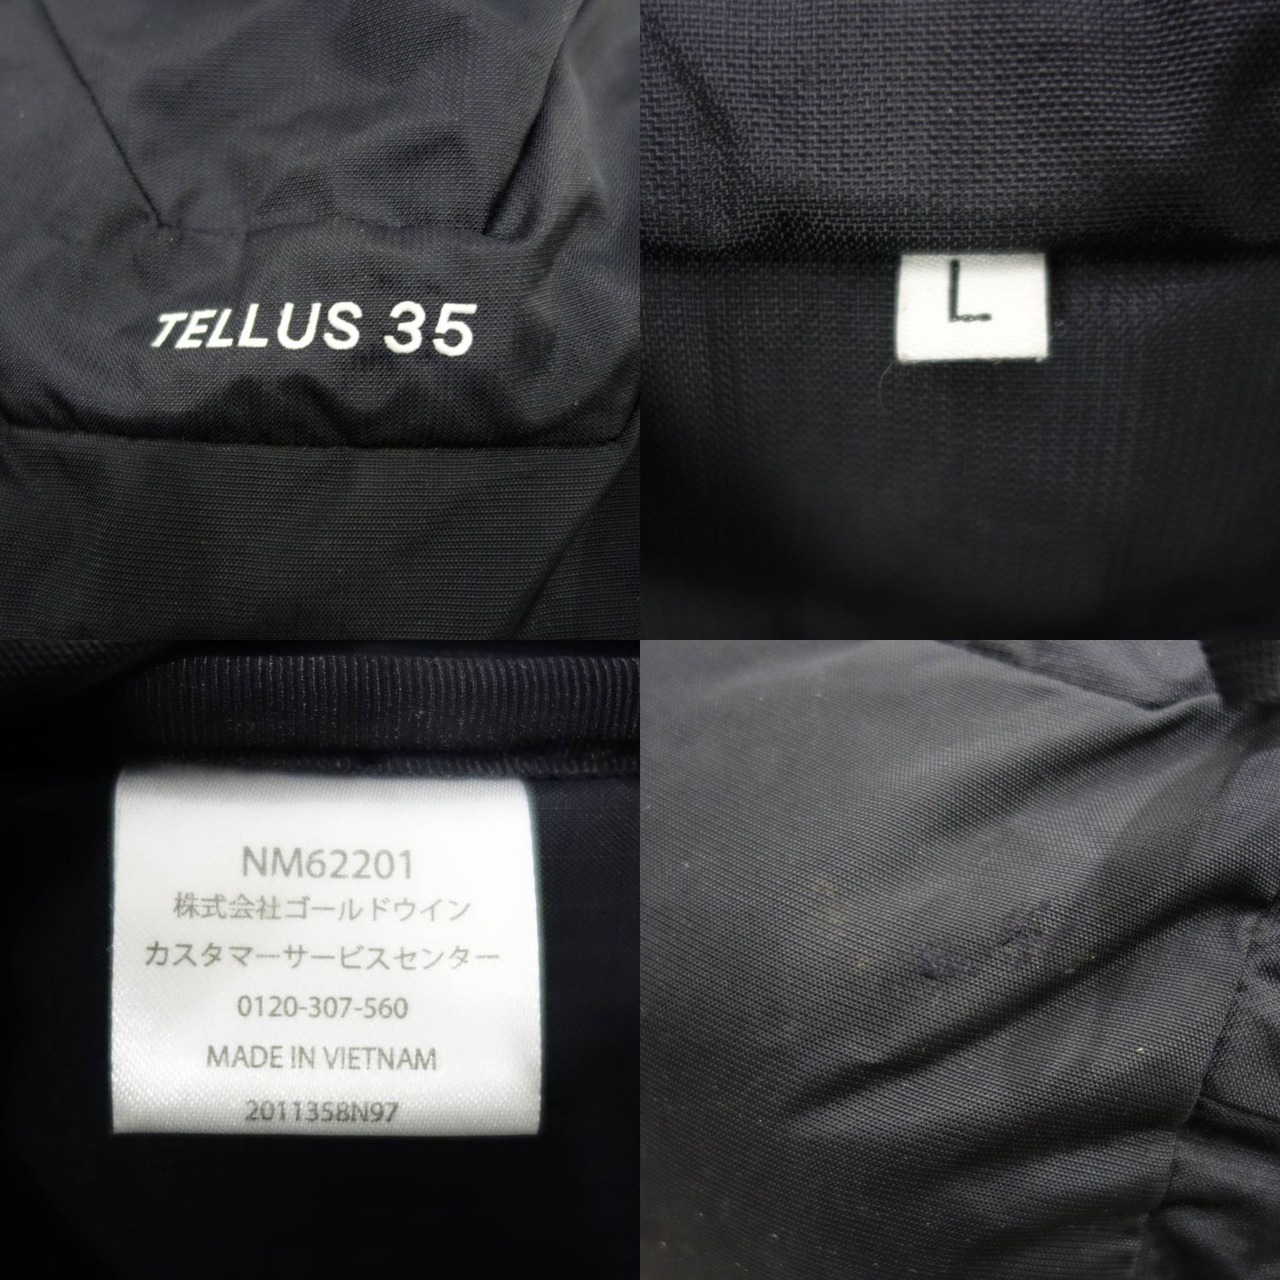 TELLUS 35
L
NM62201
株式会社ゴールドウイン
カスタマーサービスセンター
0120-307-560
MADE IN VIETNAM
2011358N97